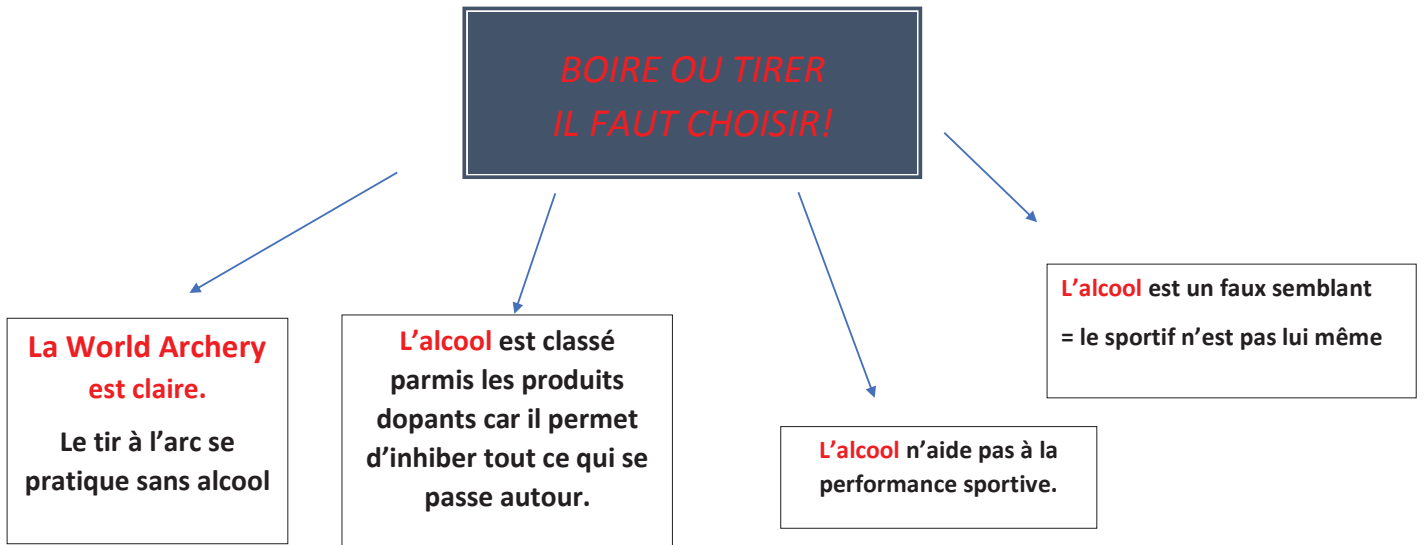 BOIRE OU TIRER
IL FAUT CHOISIR!
La World Archery
est claire.
Le tir à l’arc se
pratique sans alcool
L’alcool est classé
parmis les produits
dopants car il permet
d’inhiber tout ce qui se
passe autour.
L’alcool n’aide pas à la
performance sportive.
L’alcool est un faux semblant
= le sportif n’est pas lui même